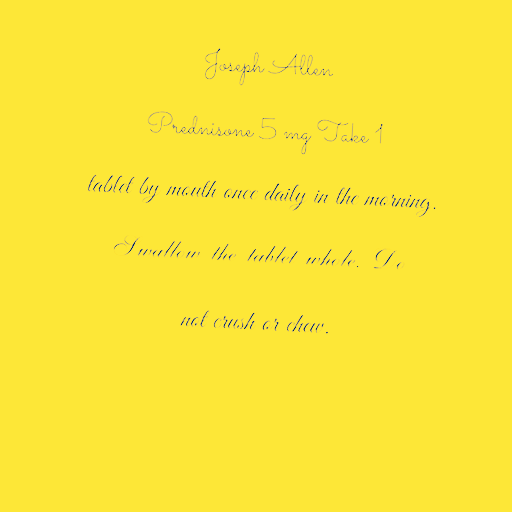 Joseph Allen
Prednisone 5 mg Take 1
tablet by mouth once daily in the morning.
Swallow the tablet whole. Do
not crush or chew.